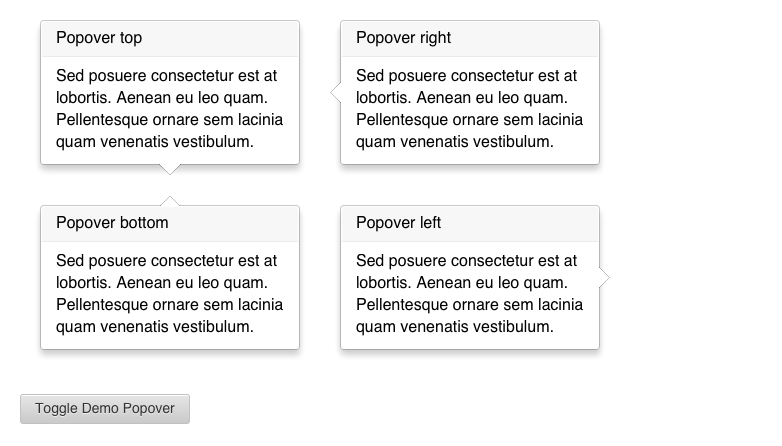 Popover top
Sed posuere consectetur est at
lobortis. Aenean eu leo quam.
Pellentesque ornare sem lacinia
quam venenatis vestibulum.
Popover right
Sed posuere consectetur est at
lobortis. Aenean eu leo quam.
Pellentesque ornare sem lacinia
quam venenatis vestibulum.
Popover bottom
Sed posuere consectetur est at
lobortis. Aenean eu leo quam.
Pellentesque ornare sem lacinia
quam venenatis vestibulum.
Popover left
Sed posuere consectetur est at
lobortis. Aenean eu leo quam.
Pellentesque ornare sem lacinia
quam venenatis vestibulum.
Toggle Demo Popover